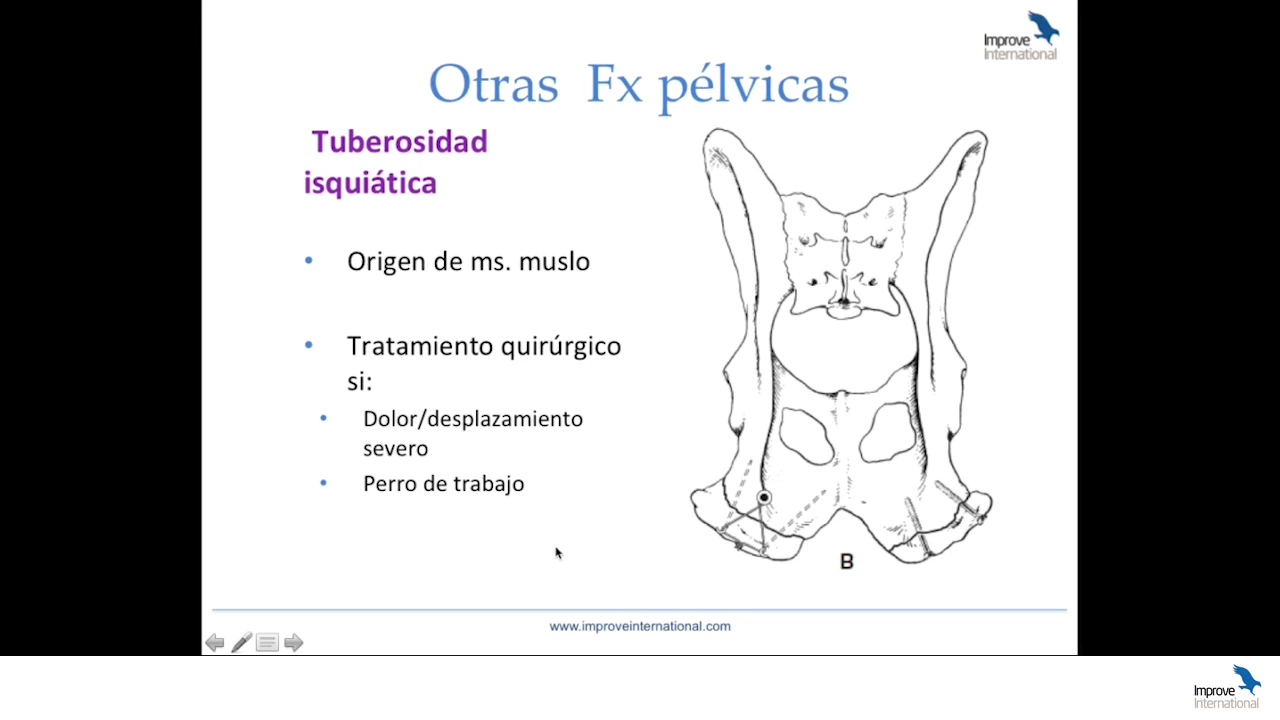 Improve
International
Otras Fx pélvicas
Tuberosidad
isquiática
• Origen de ms. muslo
• Tratamiento quirúrgico
si:
• Dolor/desplazamiento
severo
• Perro de trabajo
B
www.improveinternational.com
Improve
International